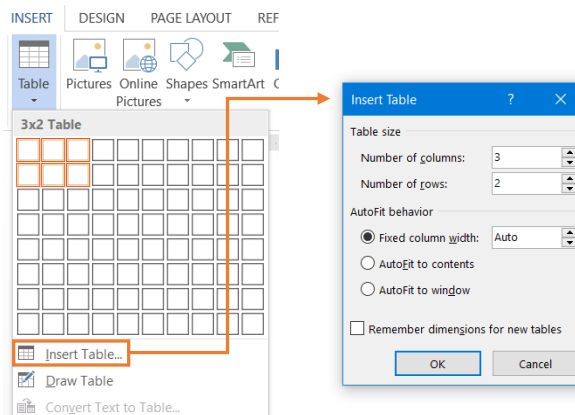 INSERT DESIGN PAGE LAYOUT REF
Table Pictures Online Pictures Shapes SmartArt
3x2 Table
Insert Table...
Draw Table
Convert Text to Table...
Insert Table ?
Table size
Number of columns: 3
Number of rows: 2
AutoFit behavior
Fixed column width: Auto
AutoFit to contents
AutoFit to window
Remember dimensions for new tables
OK Cancel